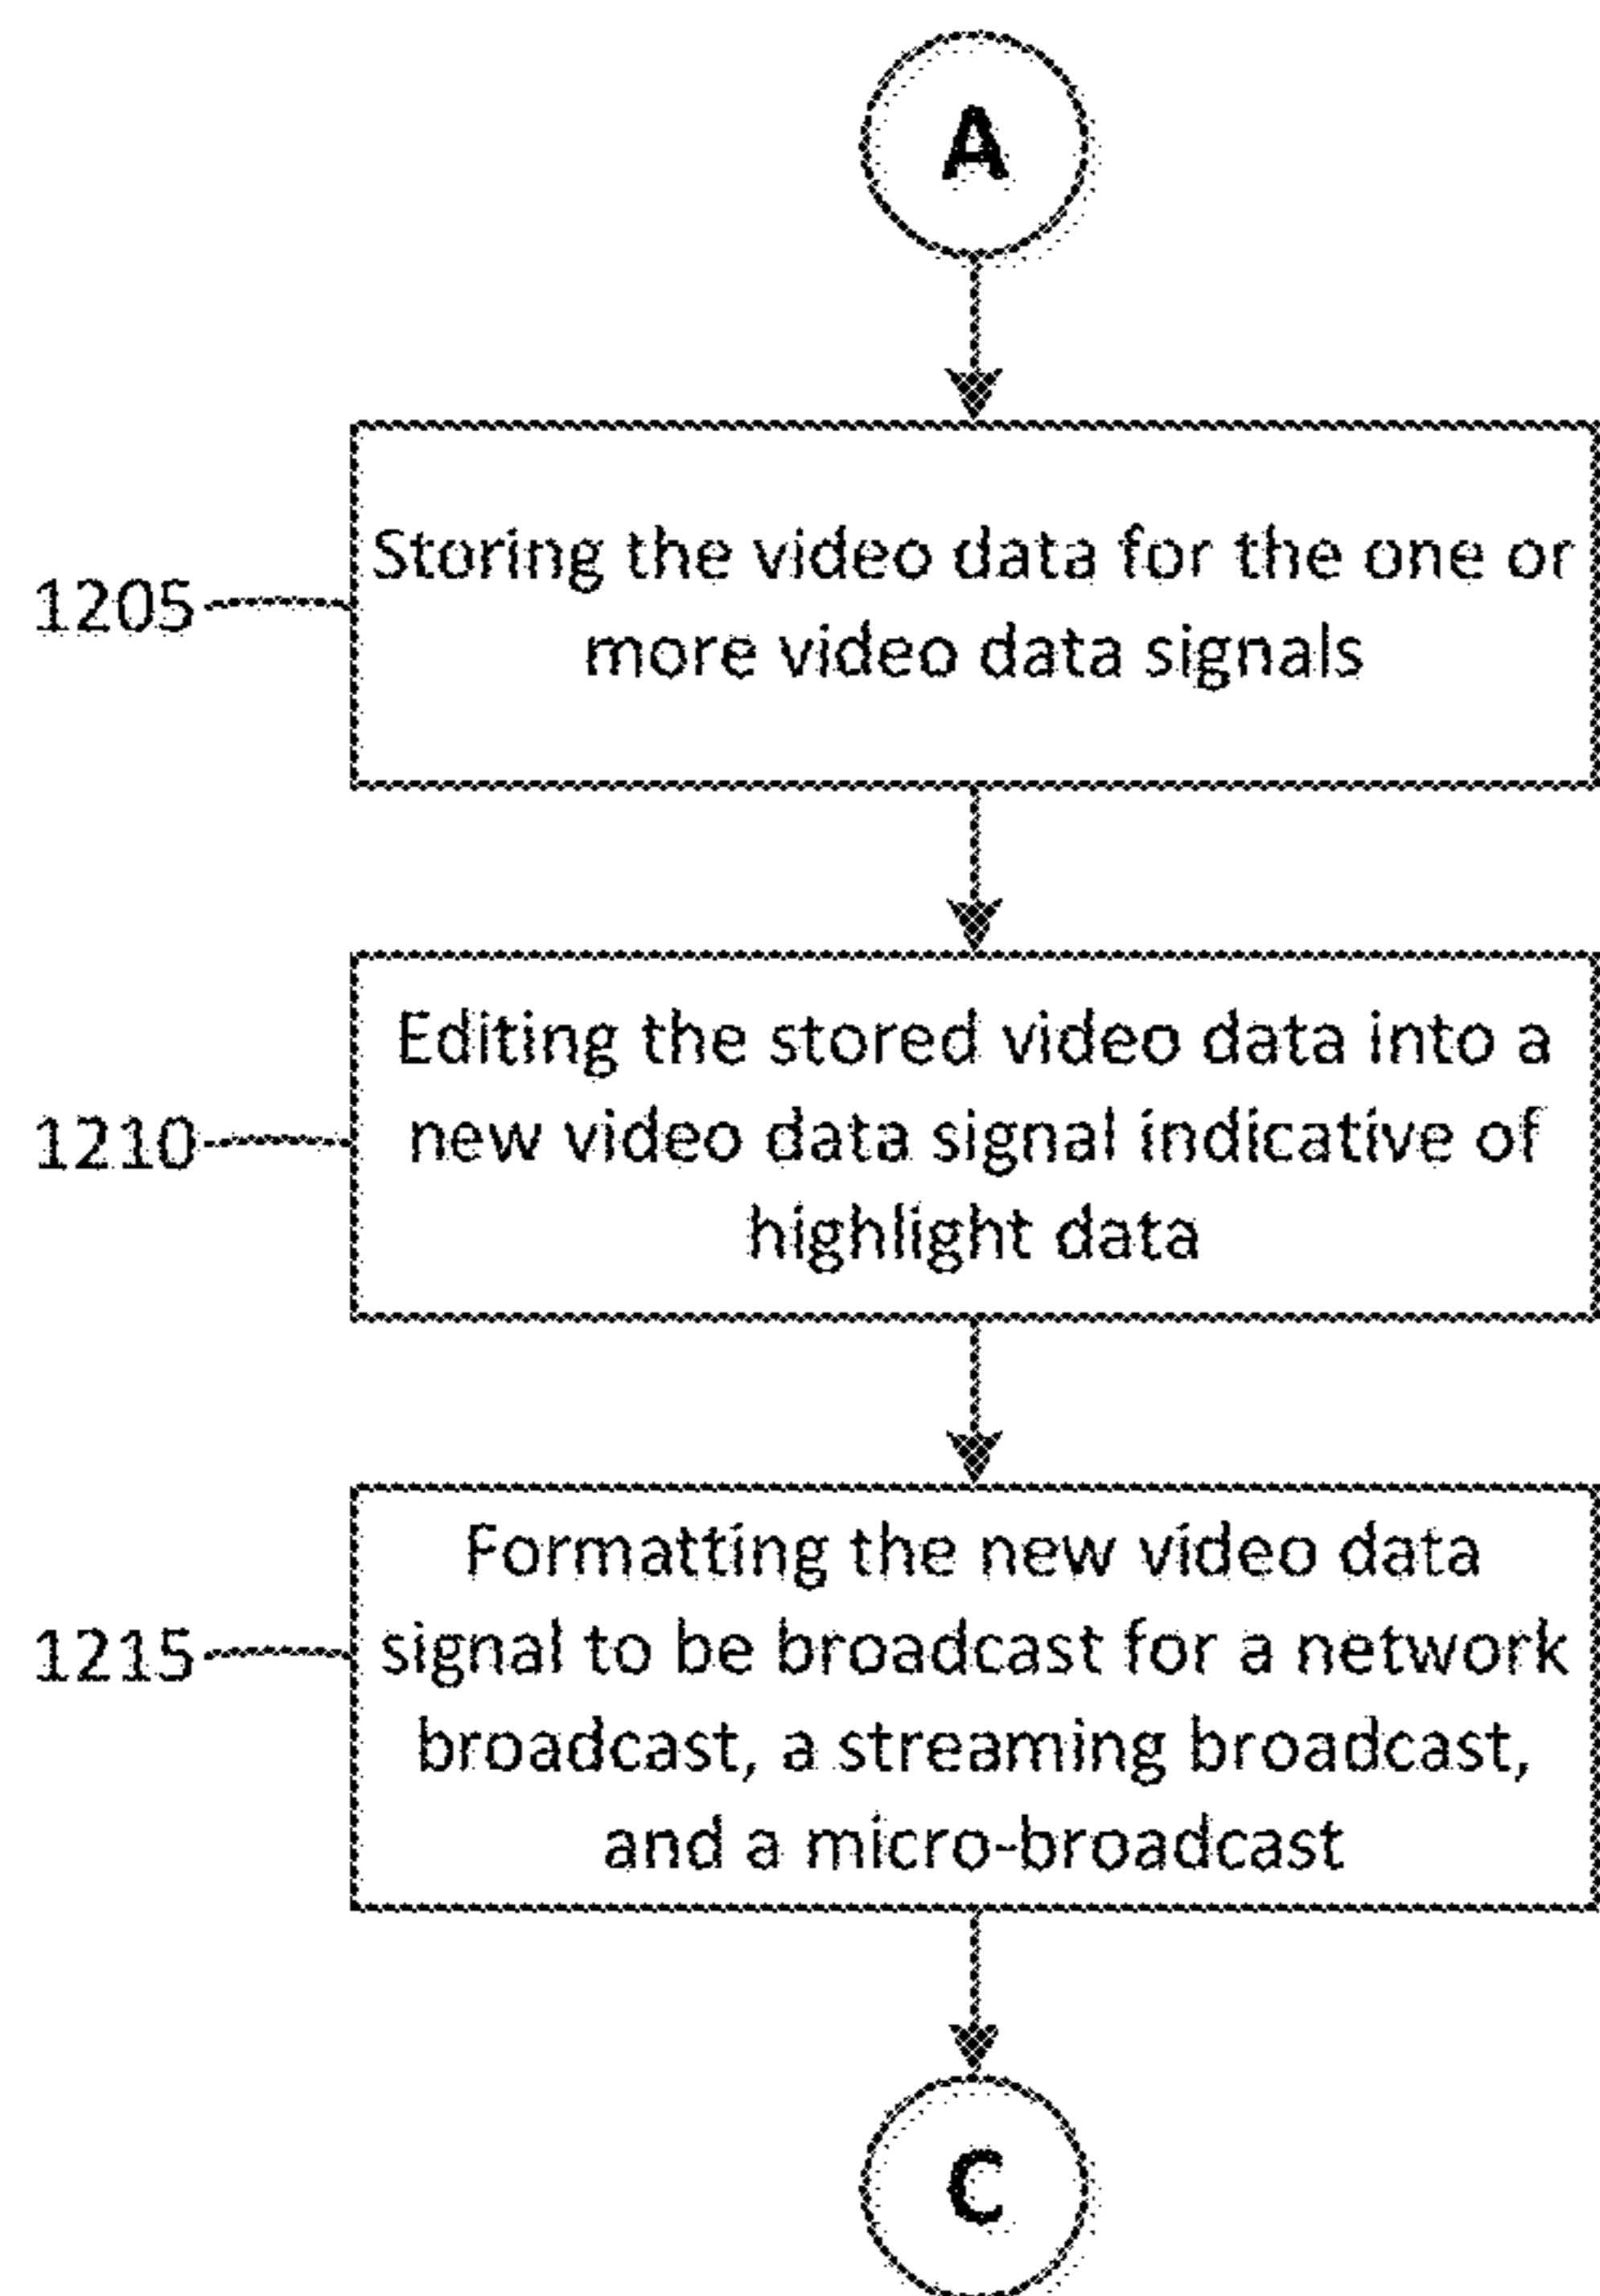 A
Storing the video data for the one or
1205
more video data signals
Editing the stored video data into a
1210
new video data signal indicative of
highlight data
Formatting the new video data
1215
signal to be broadcast for a network
broadcast, a streaming broadcast,
and a micro-broadcast
C